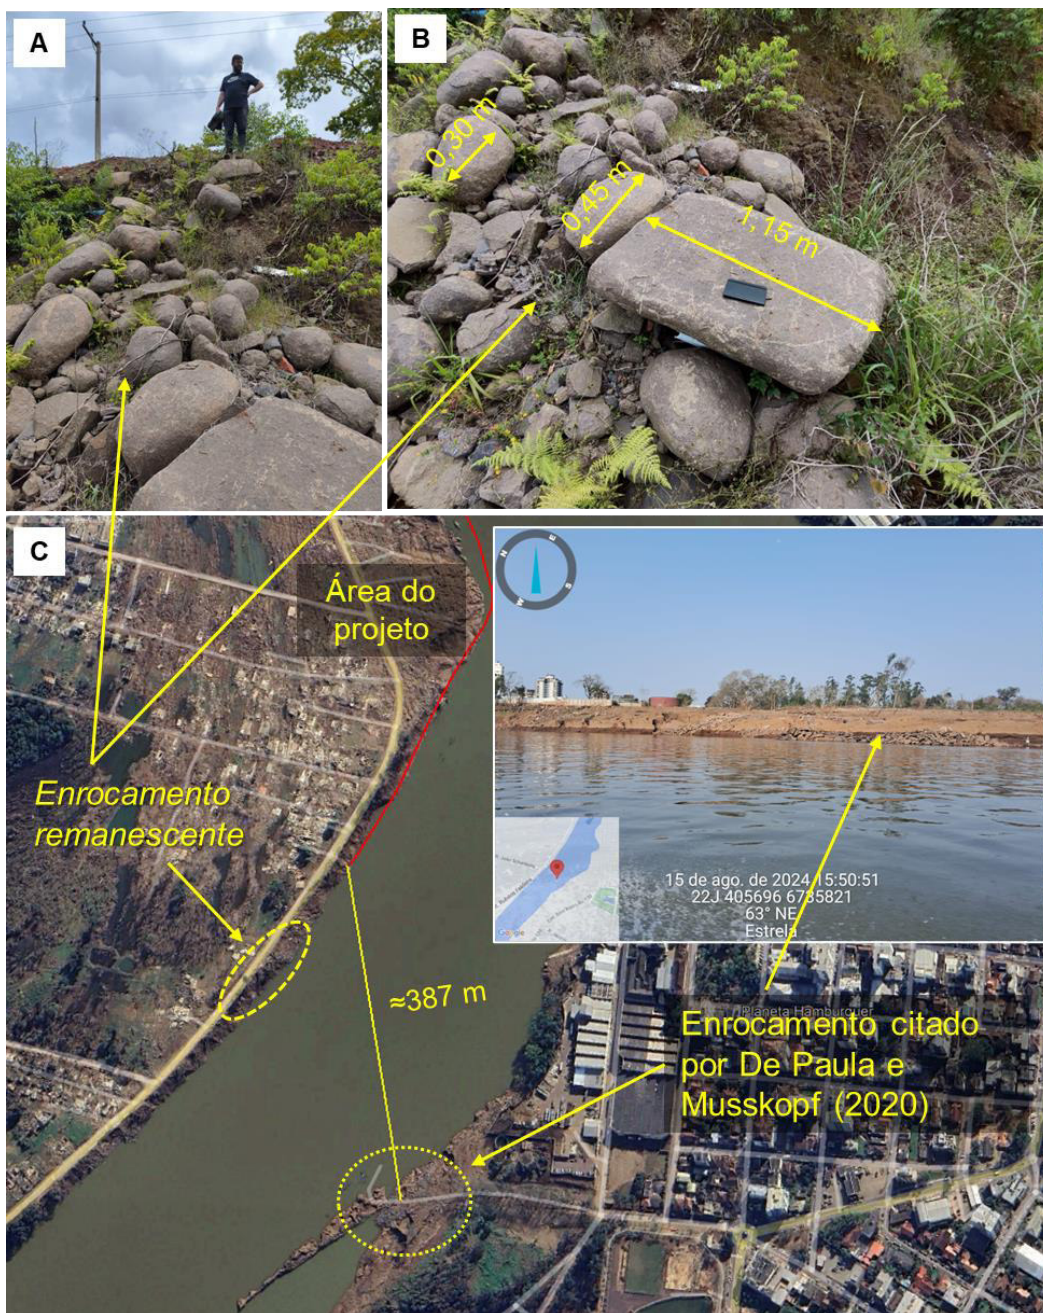 A
B
0,30 m
0,45 m
1,15 m
C
Área do
projeto
Enrocamento
remanescente
≈387 m
N
E
S
W
Google
15 de ago. de 2024 15:50:51
22J 405696 6735821
63° NE
Estrela
Planeta Hamburguer
Enrocamento citado
por De Paula e
Musskopf (2020)